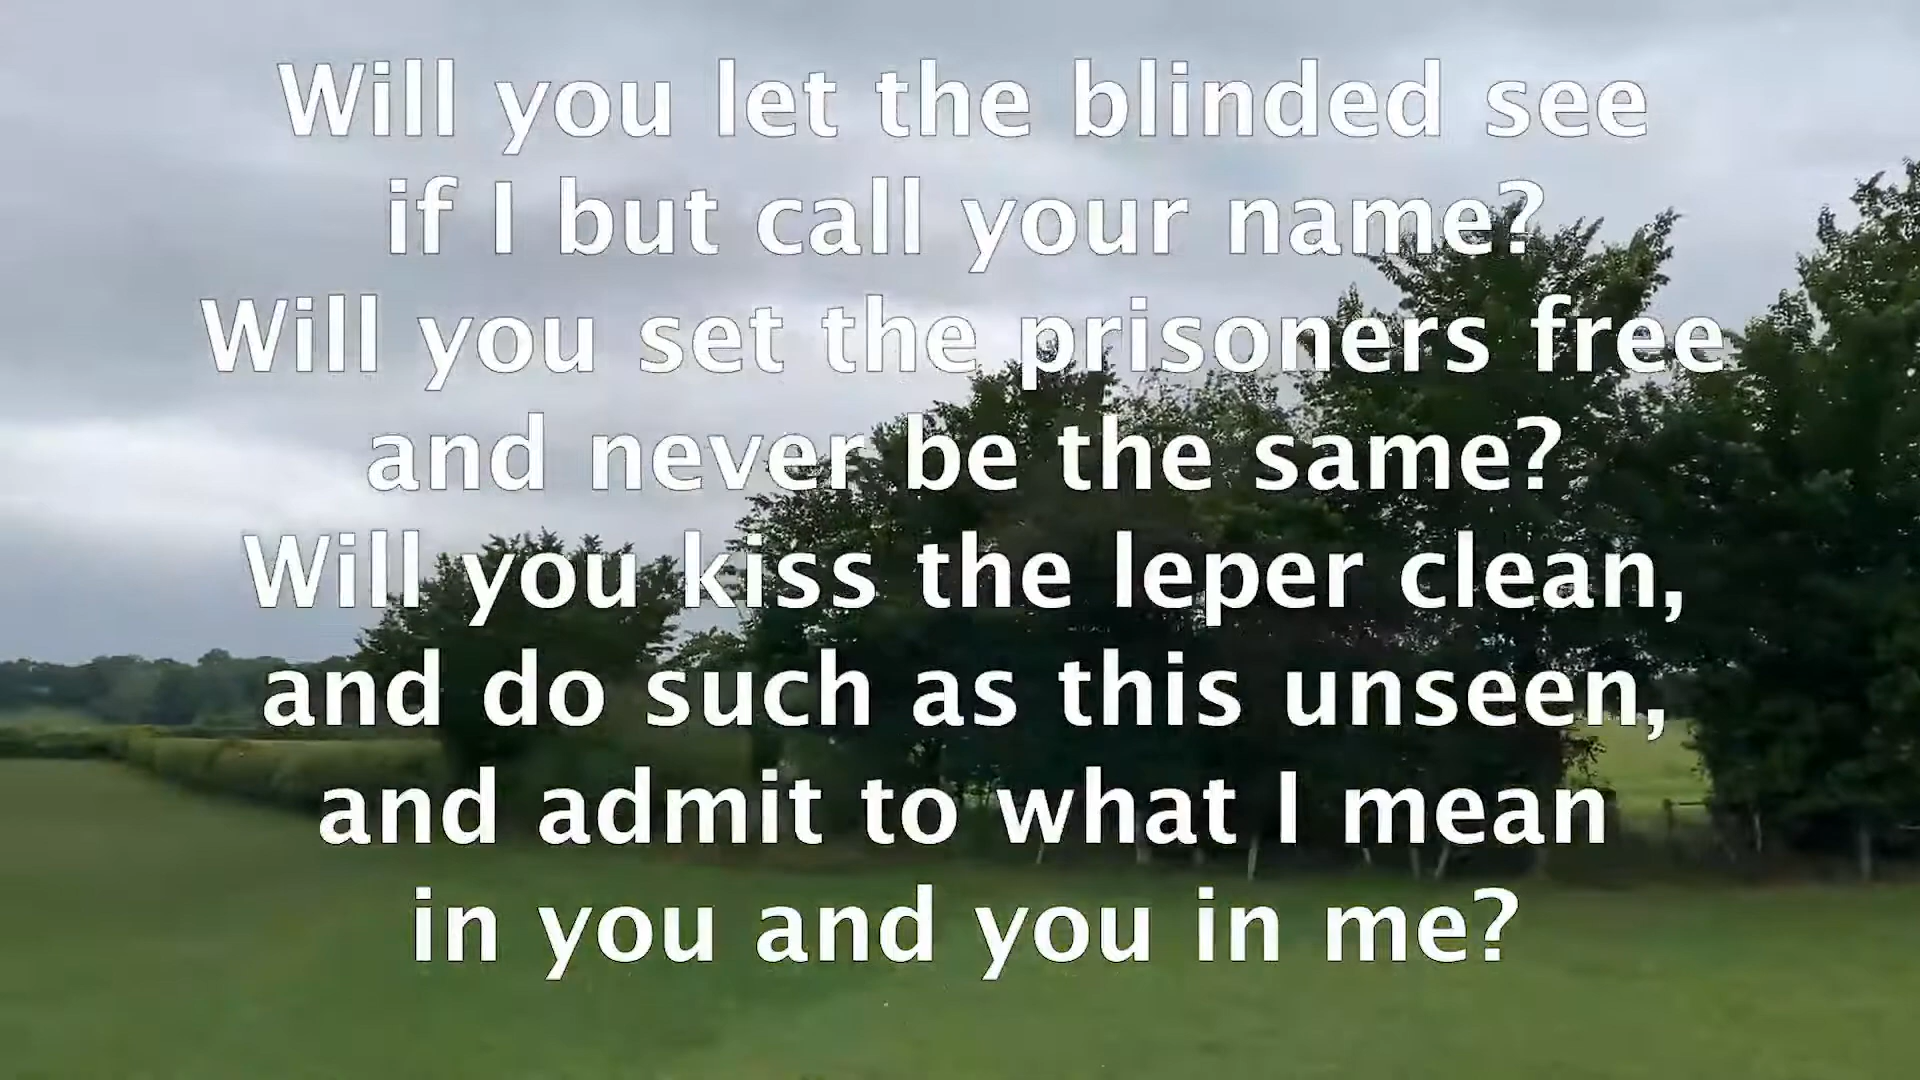 Will you let the blinded see
if I but call your name?
Will you set the prisoners free
and never be the same?
Will you kiss the leper clean,
and do such as this unseen,
and admit to what I mean
in you and you in me?